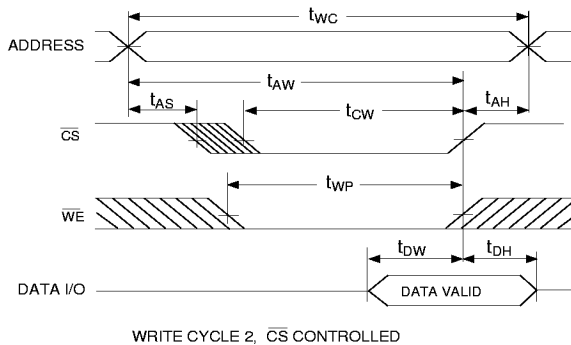 tWC
ADDRESS
tAW
tAS
tCW
tAH
CS
tWP
WE
tDW
tDH
DATA I/O
DATA VALID
WRITE CYCLE 2, CS CONTROLLED